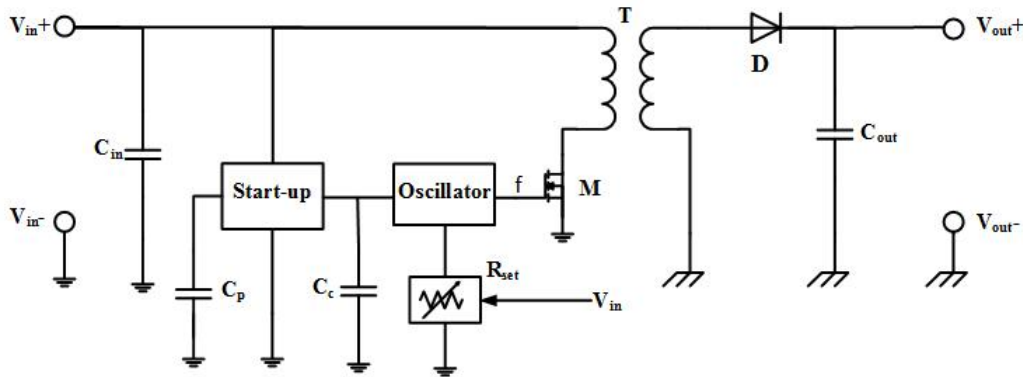 Vin+
T
Vout+
D
Cin
Cout
Start-up
Oscillator
f
M
Vin-
Vout-
Cp
Cc
Rset
Vin